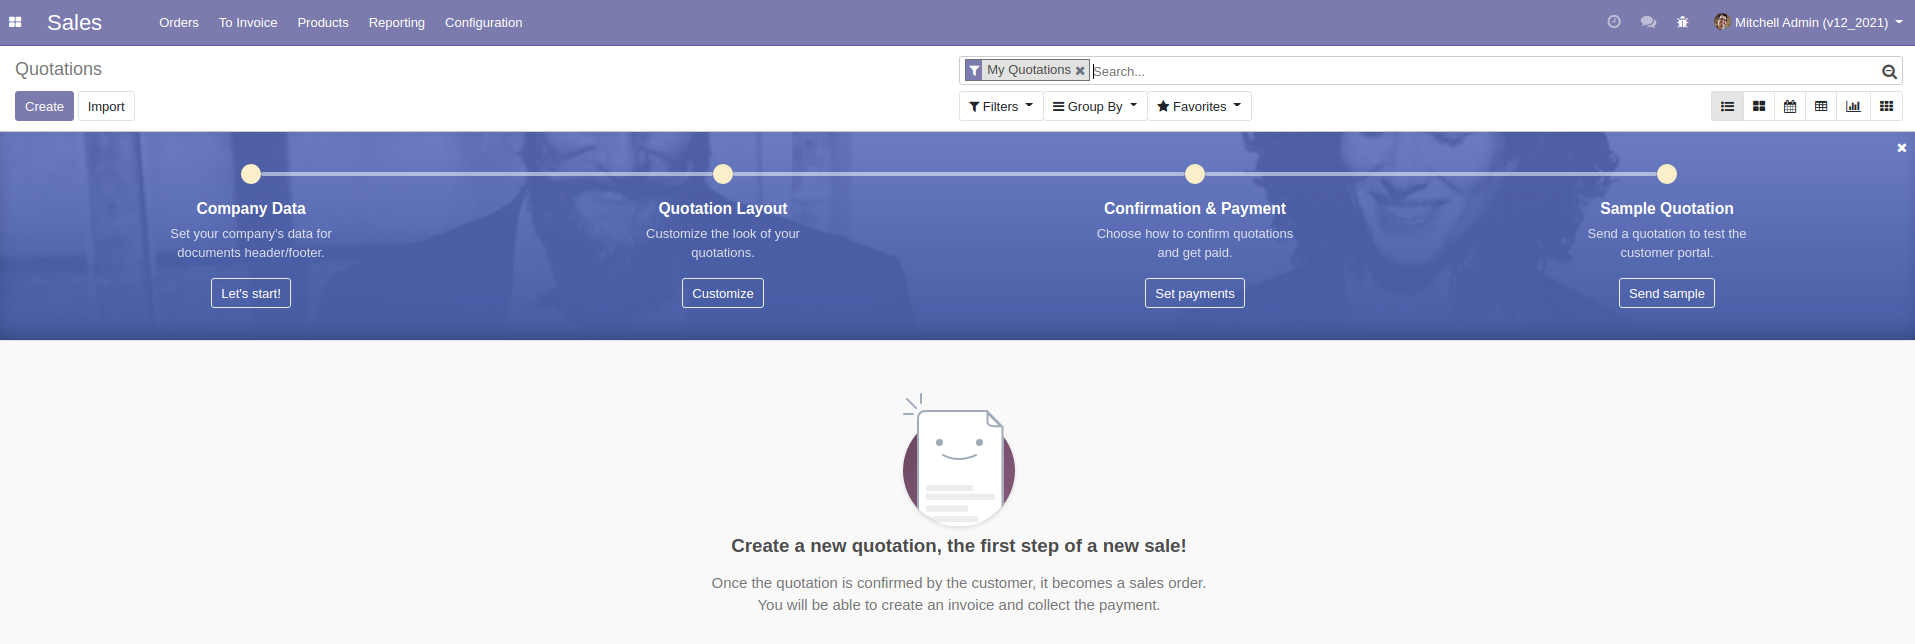 Sales
Orders
To Invoice
Products
Reporting
Configuration
Mitchell Admin (v12_2021)
Quotations
My Quotations
Search...
Create
Import
Filters
Group By
Favorites
Company Data
Set your company's data for
documents header/footer.
Let's start!
Quotation Layout
Customize the look of your
quotations.
Customize
Confirmation & Payment
Choose how to confirm quotations
and get paid.
Set payments
Sample Quotation
Send a quotation to test the
customer portal.
Send sample
Create a new quotation, the first step of a new sale!
Once the quotation is confirmed by the customer, it becomes a sales order.
You will be able to create an invoice and collect the payment.